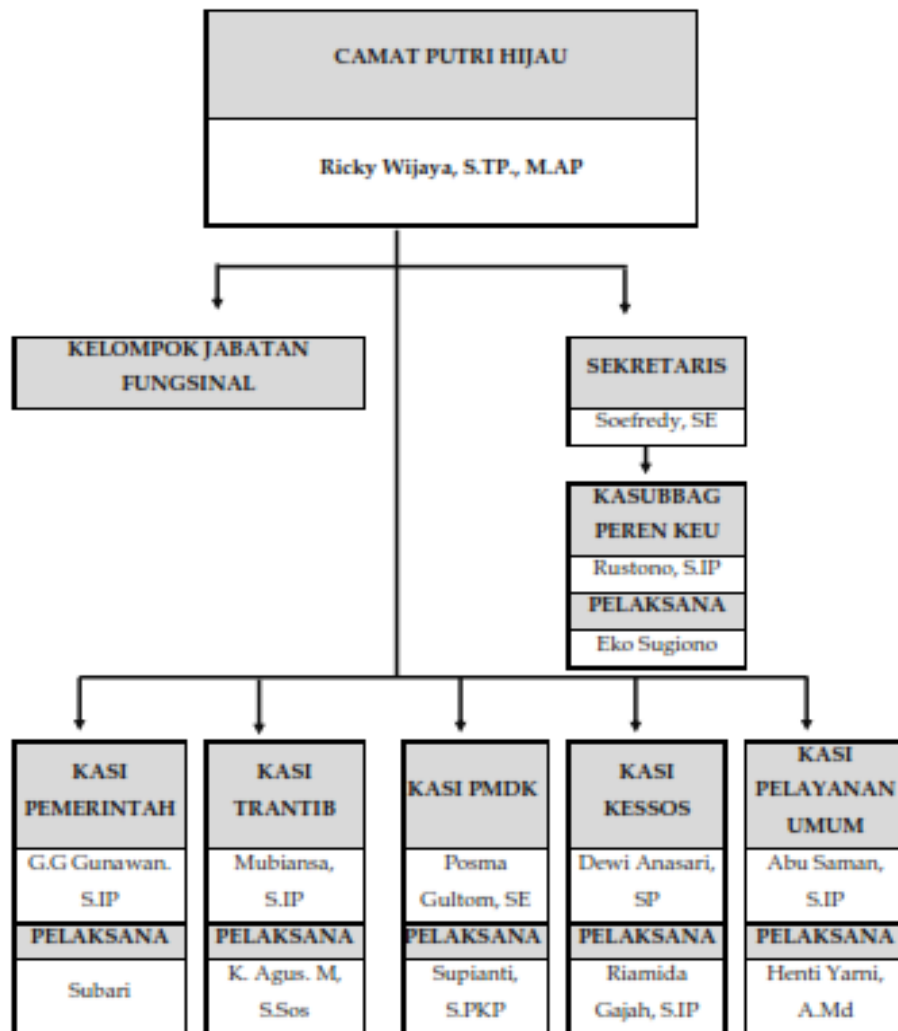 CAMAT PUTRI HIJAU
Ricky Wijaya, S.TP., M.AP
KELOMPOK JABATAN
FUNGSINAL
SEKRETARIS
Soefredy, SE
KASUBBAG
PEREN KEU
Rustono, S.IP
PELAKSANA
Eko Sugiono
KASI
PEMERINTAH
G.G Gunawan.
S.IP
PELAKSANA
Subari
KASI
TRANTIB
Mubiansa,
S.IP
PELAKSANA
K. Agus. M,
S.Sos
KASI PMDK
Posma
Gultom, SE
PELAKSANA
Supianti,
S.PKP
KASI
KESSOS
Dewi Anasari,
SP
PELAKSANA
Riamida
Gajah, S.IP
KASI
PELAYANAN
UMUM
Abu Saman,
S.IP
PELAKSANA
Henti Yarni,
A.Md